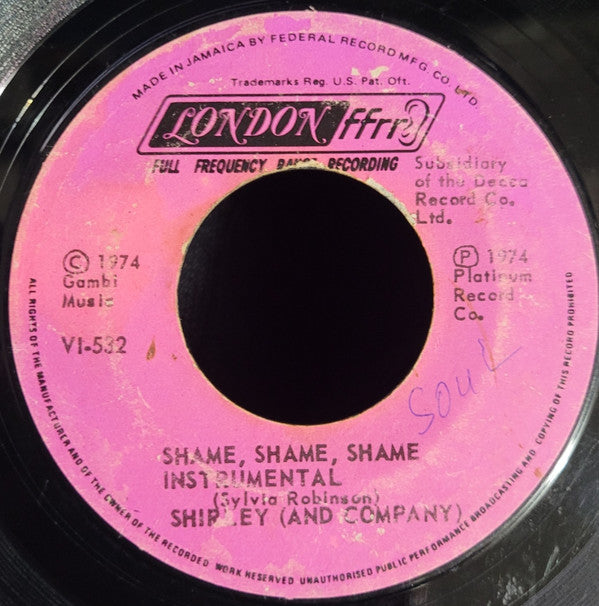 MADE IN JAMAICA BY FEDERAL RECORD MFG. CO. LTD.
Trademarks Reg. U.S. Pat. Oft.
LONDON ffrr
FULL FREQUENCY RANGE RECORDING
Subsidiary
of the Decca
Record Co.
Ltd.
© 1974
Gambi
Music
VI-532
Ⓟ 1974
Platinum
Record
Co.
SOUL
SHAME, SHAME, SHAME
INSTRUMENTAL
(Sylvia Robinson)
SHIRLEY (AND COMPANY)
ALL RIGHTS OF THE MANUFACTURER AND OF THE OWNER OF THE RECORDED WORK RESERVED UNAUTHORISED PUBLIC PERFORMANCE BROADCASTING AND COPYING OF THIS RECORD PROHIBITED